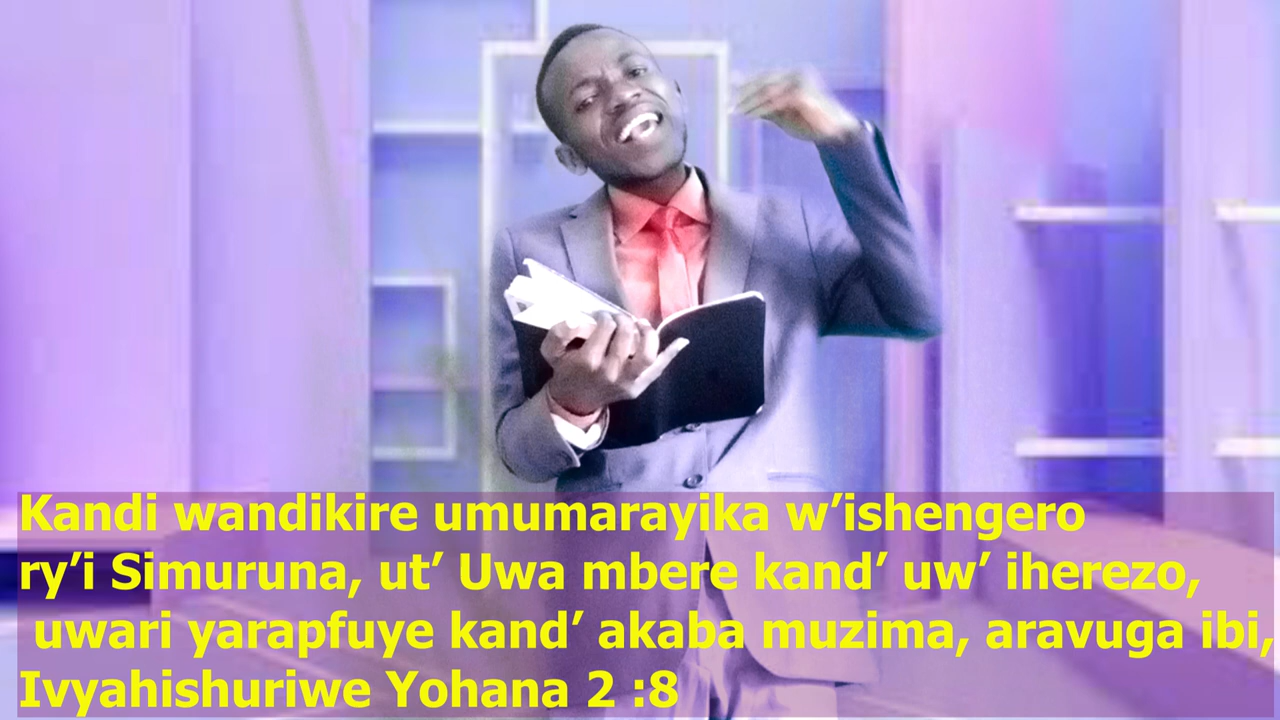 Kandi wandikire umumarayika w’ishengero
ry’i Simuruna, ut’ Uwa mbere kand’ uw’ iherezo,
uwari yarapfuye kand’ akaba muzima, aravuga ibi,
Ivyahishuriwe Yohana 2 :8